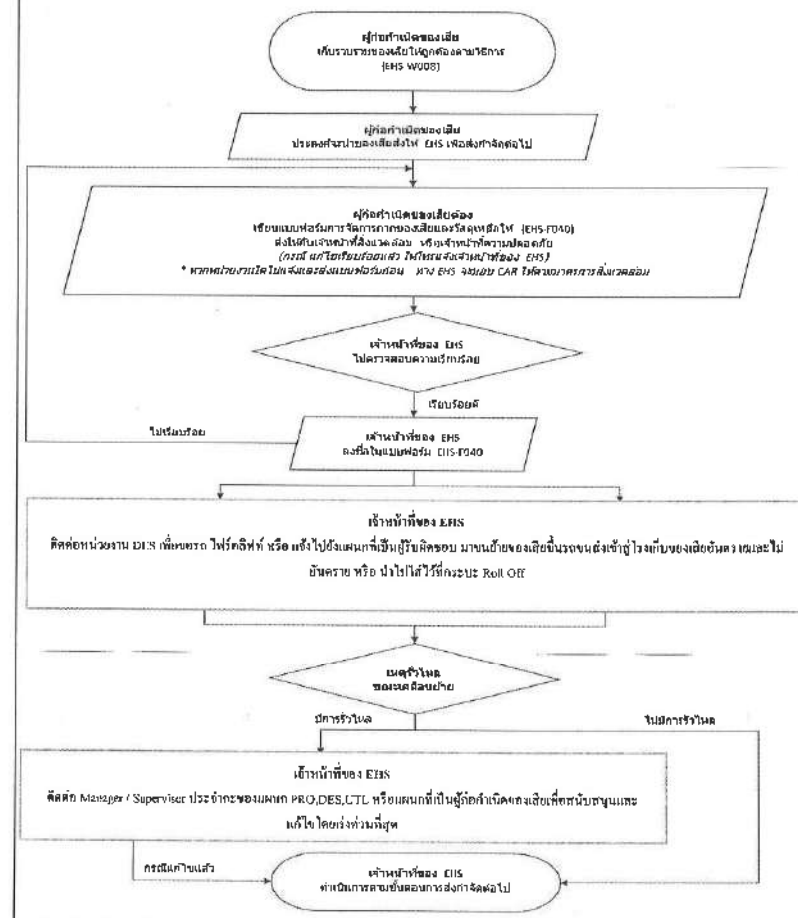 ผู้ก่อกำเนิดของเสีย
เก็บรวบรวมของเสียให้ถูกต้องตามวิธีการ
(EHS-W008)
ผู้ก่อกำเนิดของเสีย
ประสงค์จะนำของเสียส่งให้ EHS เพื่อส่งกำจัดต่อไป
ผู้ก่อกำเนิดของเสียต้อง
เขียนแบบฟอร์มการจัดการกากของเสียและวัสดุเหลือใช้ (EHS-F040)
ส่งให้กับเจ้าหน้าที่สิ่งแวดล้อม หรือเจ้าหน้าที่ความปลอดภัย
(กรณี แก้ไขเรียบร้อยแล้ว ให้โทรแจ้งเจ้าหน้าที่ของ EHS)
* หากหน่วยงานใดไม่แจ้งและส่งแบบฟอร์มก่อน ทาง EHS จะมอบ CAR ให้ตามมาตรการสิ่งแวดล้อม
เจ้าหน้าที่ของ EHS
ไปตรวจสอบความเรียบร้อย
เรียบร้อยดี
ไม่เรียบร้อย
เจ้าหน้าที่ของ EHS
ลงชื่อในแบบฟอร์ม EHS-F040
เจ้าหน้าที่ของ EHS
ติดต่อหน่วยงาน DES เพื่อขอรถ โฟร์คลิฟท์ หรือ แจ้งไปยังแผนกที่เป็นผู้รับผิดชอบ มาขนย้ายของเสียขึ้นรถขนส่งเข้าสู่โรงเก็บของเสียอันตรายและไม่
อันตราย หรือ นำไปใส่ไว้ที่กระบะ Roll Off
เหตุรั่วไหล
ขณะเคลื่อนย้าย
มีการรั่วไหล
ไม่มีการรั่วไหล
เจ้าหน้าที่ของ EHS
ติดต่อ Manager / Supervisor ประจำกะของแผนก PRO,DES,UTL หรือแผนกที่เป็นผู้ก่อกำเนิดของเสียเพื่อสนับสนุนและ
แก้ไขโดยเร่งด่วนที่สุด
กรณีแก้ไขแล้ว
เจ้าหน้าที่ของ EHS
ดำเนินการตามขั้นตอนการส่งกำจัดต่อไป